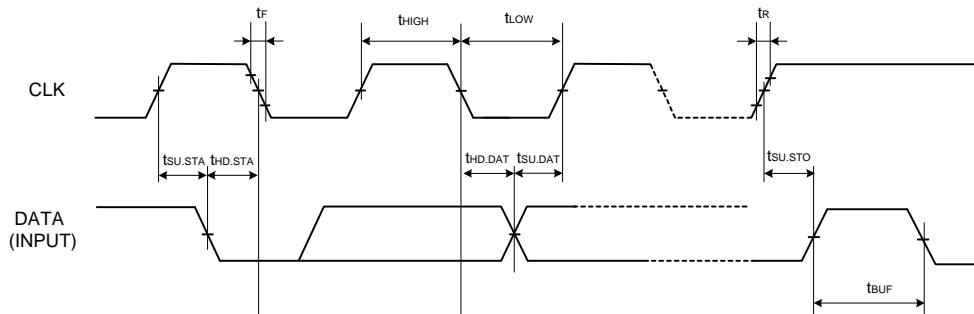 tF
tHIGH
tLOW
tR
CLK
tSU.STA
tHD.STA
tHD.DAT
tSU.DAT
tSU.STO
DATA
(INPUT)
tBUF